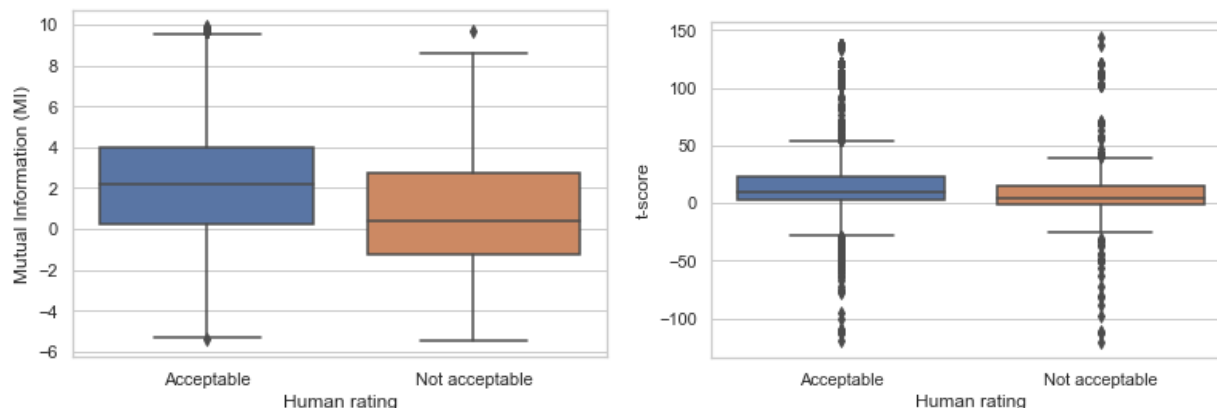 10
8
6
4
2
0
−2
−4
−6
Mutual Information (MI)
Acceptable
Not acceptable
Human rating
150
100
50
0
−50
−100
t-score
Acceptable
Not acceptable
Human rating